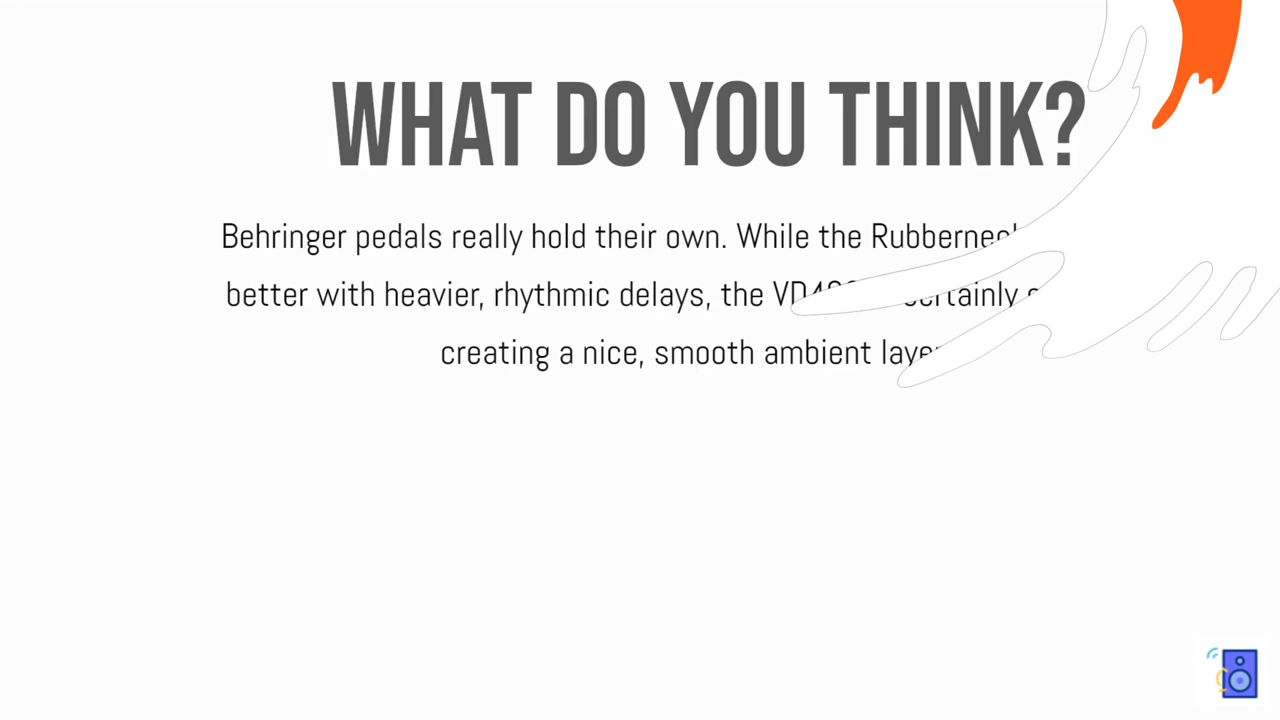 WHAT DO YOU THINK?
Behringer pedals really hold their own. While the
better with heavier, rhythmic delays, the certainly
creating a nice, smooth ambient